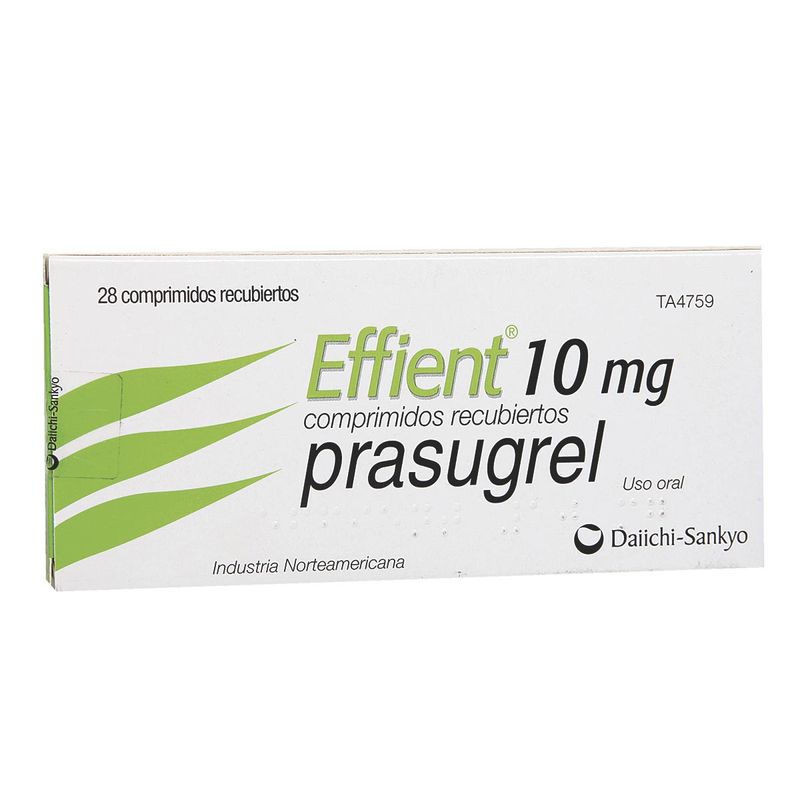 28 comprimidos recubiertos
TA4759
Effient® 10 mg
comprimidos recubiertos
prasugrel
Uso oral
Daiichi-Sankyo
Industria Norteamericana
Daiichi-Sankyo